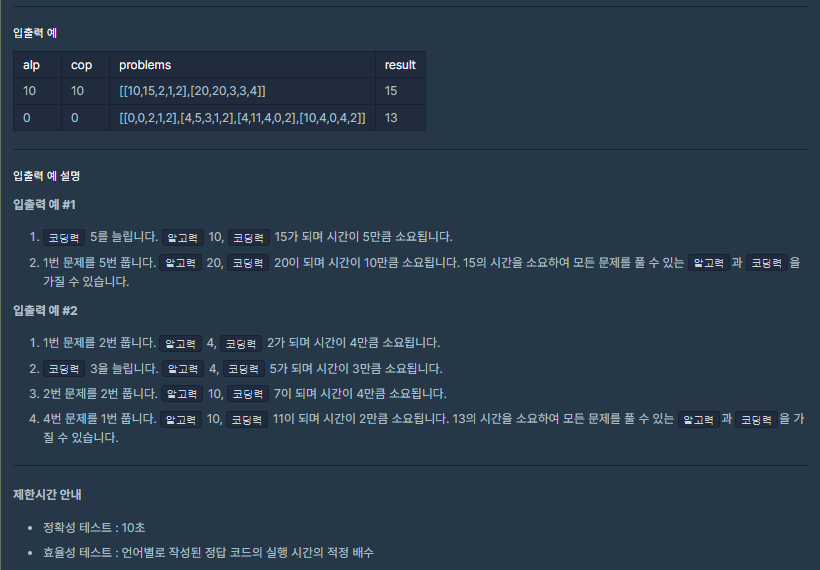 입출력 예
alp cop problems result
10 10 [[10,15,2,1,2],[20,20,3,3,4]] 15
0 0 [[0,0,2,1,2],[4,5,3,1,2],[4,11,4,0,2],[10,4,0,4,2]] 13
입출력 예 설명
입출력 예 #1
1. 코딩력 5를 늘립니다. 알고력 10, 코딩력 15가 되며 시간이 5만큼 소요됩니다.
2. 1번 문제를 5번 풉니다. 알고력 20, 코딩력 20이 되며 시간이 10만큼 소요됩니다. 15의 시간을 소요하여 모든 문제를 풀 수 있는 알고력 과 코딩력 을
가질 수 있습니다.
입출력 예 #2
1. 1번 문제를 2번 풉니다. 알고력 4, 코딩력 2가 되며 시간이 4만큼 소요됩니다.
2. 코딩력 3을 늘립니다. 알고력 4, 코딩력 5가 되며 시간이 3만큼 소요됩니다.
3. 2번 문제를 2번 풉니다. 알고력 10, 코딩력 7이 되며 시간이 4만큼 소요됩니다.
4. 4번 문제를 1번 풉니다. 알고력 10, 코딩력 11이 되며 시간이 2만큼 소요됩니다. 13의 시간을 소요하여 모든 문제를 풀 수 있는 알고력 과 코딩력 을 가
질 수 있습니다.
제한시간 안내
• 정확성 테스트 : 10초
• 효율성 테스트 : 언어별로 작성된 정답 코드의 실행 시간의 적정 배수